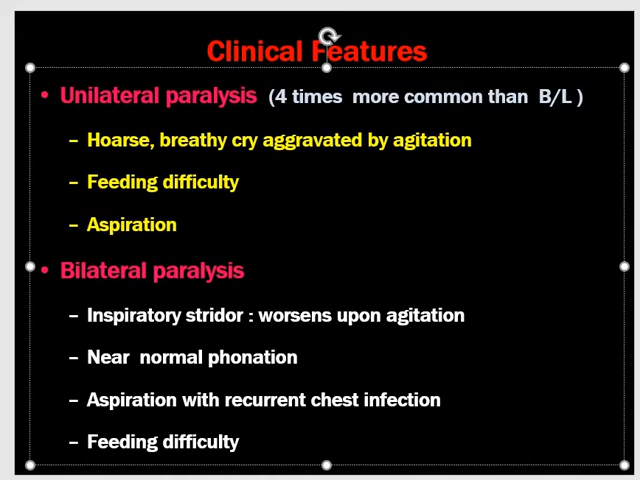 Clinical Features
• Unilateral paralysis (4 times more common than B/L )
– Hoarse, breathy cry aggravated by agitation
– Feeding difficulty
– Aspiration
• Bilateral paralysis
– Inspiratory stridor : worsens upon agitation
– Near normal phonation
– Aspiration with recurrent chest infection
– Feeding difficulty